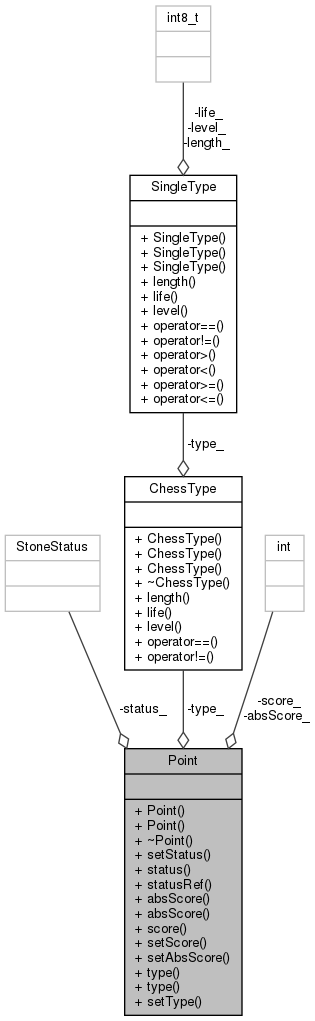 int8_t
-life_
-level_
-length_
SingleType
+ SingleType()
+ SingleType()
+ SingleType()
+ length()
+ life()
+ level()
+ operator==()
+ operator!=()
+ operator>()
+ operator<()
+ operator>=()
+ operator<=()
-type_
ChessType
+ ChessType()
+ ChessType()
+ ChessType()
+ ~ChessType()
+ length()
+ life()
+ level()
+ operator==()
+ operator!=()
StoneStatus
int
-status_
-type_
-score_
-absScore_
Point
+ Point()
+ Point()
+ ~Point()
+ setStatus()
+ status()
+ statusRef()
+ absScore()
+ absScore()
+ score()
+ setScore()
+ setAbsScore()
+ type()
+ type()
+ setType()